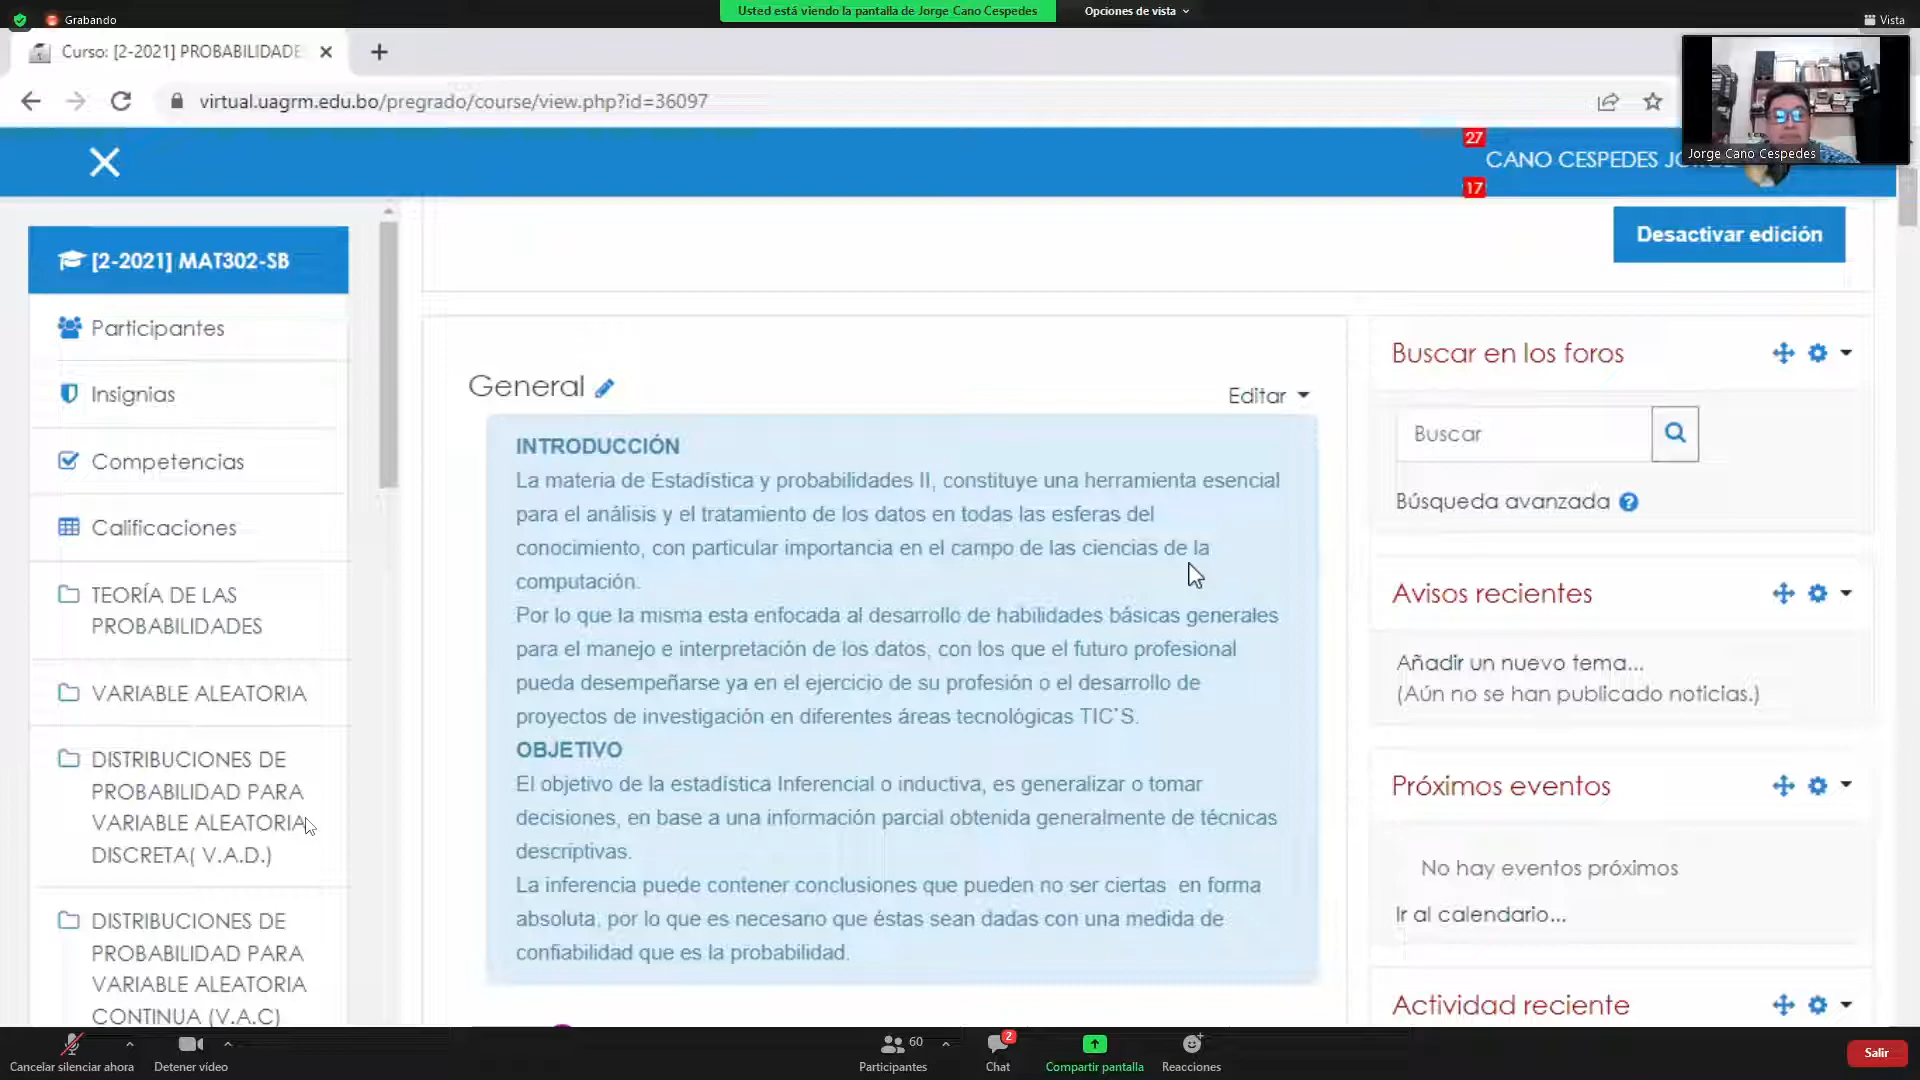 Grabando
Usted está viendo la pantalla de Jorge Cano Cespedes
Opciones de vista
Vista
Curso: [2-2021] PROBABILIDADE
virtual.uagrm.edu.bo/pregrado/course/view.php?id=36097
27
CANO CESPEDES
17
Jorge Cano Cespedes
Desactivar edición
[2-2021] MAT302-SB
Participantes
Insignias
Competencias
Calificaciones
TEORÍA DE LAS
PROBABILIDADES
VARIABLE ALEATORIA
DISTRIBUCIONES DE
PROBABILIDAD PARA
VARIABLE ALEATORIA
DISCRETA( V.A.D.)
DISTRIBUCIONES DE
PROBABILIDAD PARA
VARIABLE ALEATORIA
CONTINUA (V.A.C)
General
Editar
INTRODUCCIÓN
La materia de Estadística y probabilidades II, constituye una herramienta esencial
para el análisis y el tratamiento de los datos en todas las esferas del
conocimiento, con particular importancia en el campo de las ciencias de la
computación.
Por lo que la misma esta enfocada al desarrollo de habilidades básicas generales
para el manejo e interpretación de los datos, con los que el futuro profesional
pueda desempeñarse ya en el ejercicio de su profesión o el desarrollo de
proyectos de investigación en diferentes áreas tecnológicas TIC`S.
OBJETIVO
El objetivo de la estadística Inferencial o inductiva, es generalizar o tomar
decisiones, en base a una información parcial obtenida generalmente de técnicas
descriptivas.
La inferencia puede contener conclusiones que pueden no ser ciertas en forma
absoluta, por lo que es necesario que éstas sean dadas con una medida de
confiabilidad que es la probabilidad.
Buscar en los foros
Buscar
Búsqueda avanzada
Avisos recientes
Añadir un nuevo tema...
(Aún no se han publicado noticias.)
Próximos eventos
No hay eventos próximos
Ir al calendario...
Actividad reciente
Cancelar silenciar ahora
Detener video
60
Participantes
2
Chat
Compartir pantalla
Reacciones
Salir